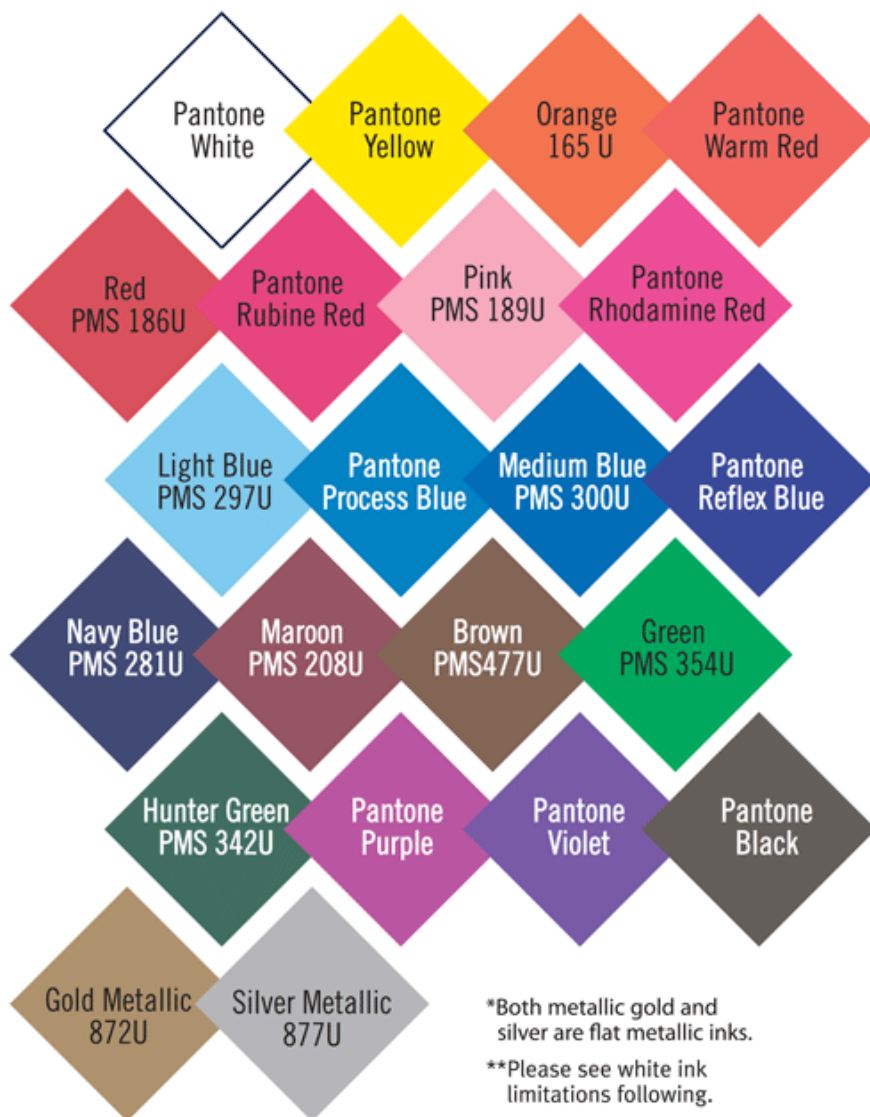 Pantone
White
Pantone
Yellow
Orange
165 U
Pantone
Warm Red
Red
PMS 186U
Pantone
Rubine Red
Pink
PMS 189U
Pantone
Rhodamine Red
Light Blue
PMS 297U
Pantone
Process Blue
Medium Blue
PMS 300U
Pantone
Reflex Blue
Navy Blue
PMS 281U
Maroon
PMS 208U
Brown
PMS477U
Green
PMS 354U
Hunter Green
PMS 342U
Pantone
Purple
Pantone
Violet
Pantone
Black
Gold Metallic
872U
Silver Metallic
877U
*Both metallic gold and
silver are flat metallic inks.
**Please see white ink
limitations following.